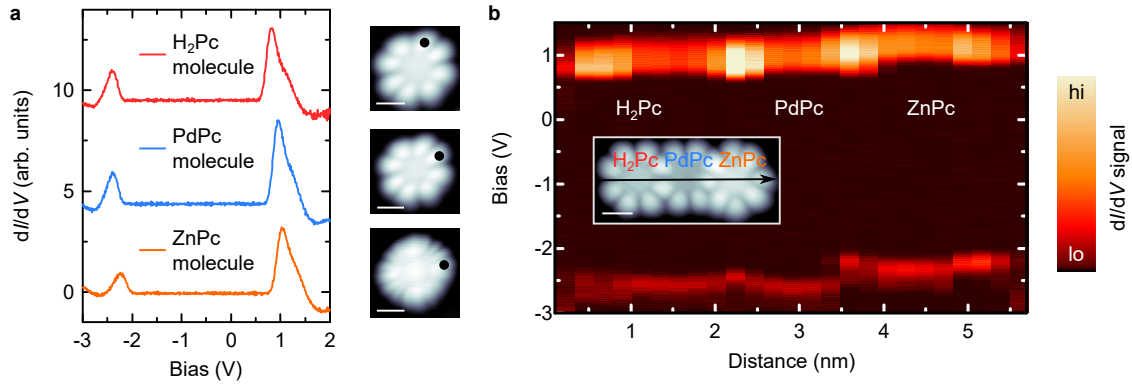 a
dI/dV (arb. units)
10
5
0
H₂Pc
molecule
PdPc
molecule
ZnPc
molecule
-3 -2 -1 0 1 2
Bias (V)
b
Bias (V)
1
0
-1
-2
-3
H₂Pc PdPc ZnPc
H₂Pc PdPc ZnPc
1 2 3 4 5
Distance (nm)
hi
lo
dI/dV signal